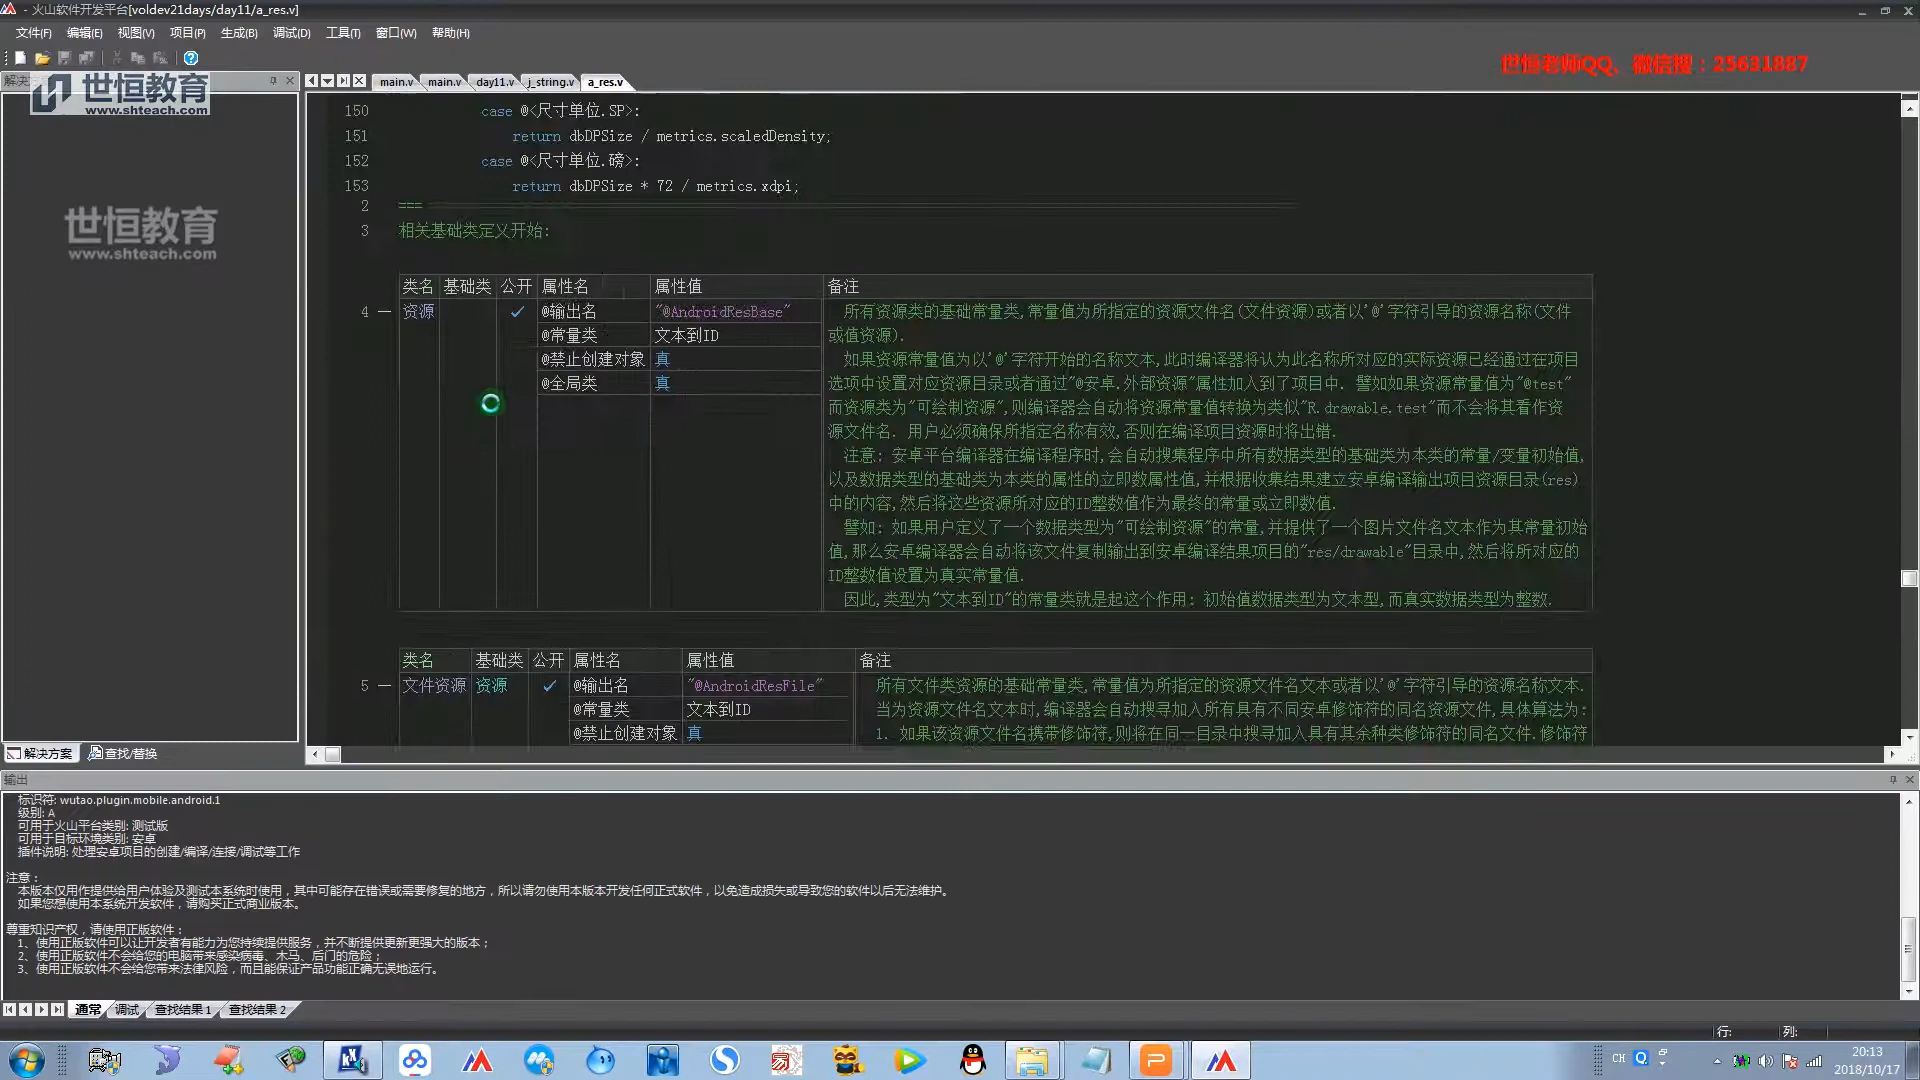 - 火山软件开发平台[voldev21days/day11/a_res.v]
文件(F) 编辑(E) 视图(V) 项目(P) 生成(B) 调试(D) 工具(T) 窗口(W) 帮助(H)
世恒老师QQ、微信搜：25631887
世恒教育
www.shteach.com
main.v main.v day11.v j_string.v a_res.v
150 case @<尺寸单位.SP>:
151 return dbDPSize / metrics.scaledDensity;
152 case @<尺寸单位.磅>:
153 return dbDPSize * 72 / metrics.xdpi;
2 ===
世恒教育
www.shteach.com
3 相关基础类定义开始:
类名 基础类 公开 属性名 属性值 备注
4 资源 ✓ @输出名 "@AndroidResBase" 所有资源类的基础常量类,常量值为所指定的资源文件名(文件资源)或者以'@'字符引导的资源名称(文件
@常量类 文本到ID 或值资源).
@禁止创建对象 真 如果资源常量值为以'@'字符开始的名称文本,此时编译器将认为此名称所对应的实际资源已经通过在项目
@全局类 真 选项中设置对应资源目录或者通过"@安卓.外部资源"属性加入到了项目中. 譬如如果资源常量值为"@test"
而资源类为"可绘制资源",则编译器会自动将资源常量值转换为类似"R.drawable.test"而不会将其看作资
源文件名. 用户必须确保所指定名称有效,否则在编译项目资源时将出错.
注意: 安卓平台编译器在编译程序时,会自动搜集程序中所有数据类型的基础类为本类的常量/变量初始值,
以及数据类型的基础类为本类的属性的立即数属性值,并根据收集结果建立安卓编译输出项目资源目录(res)
中的内容,然后将这些资源所对应的ID整数值作为最终的常量或立即数值.
譬如: 如果用户定义了一个数据类型为"可绘制资源"的常量,并提供了一个图片文件名文本作为其常量初始
值,那么安卓编译器会自动将该文件复制输出到安卓编译结果项目的"res/drawable"目录中,然后将所对应的
ID整数值设置为真实常量值.
因此,类型为"文本到ID"的常量类就是起这个作用: 初始值数据类型为文本型,而真实数据类型为整数.
类名 基础类 公开 属性名 属性值 备注
5 文件资源 资源 ✓ @输出名 "@AndroidResFile" 所有文件类资源的基础常量类,常量值为所指定的资源文件名文本或者以'@'字符引导的资源名称文本.
@常量类 文本到ID 当为资源文件名文本时,编译器会自动搜寻加入所有具有不同安卓修饰符的同名资源文件,具体算法为:
@禁止创建对象 真 1. 如果该资源文件名携带修饰符,则将在同一目录中搜寻加入具有其余种类修饰符的同名文件.修饰符
解决方案 查找/替换
输出
标识符: wutao.plugin.mobile.android.1
级别: A
可用于火山平台类别: 测试版
可用于目标环境类别: 安卓
插件说明: 处理安卓项目的创建/编译/连接/调试等工作
注意：
本版本仅用作提供给用户体验及测试本系统时使用，其中可能存在错误或需要修复的地方，所以请勿使用本版本开发任何正式软件，以免造成损失或导致您的软件以后无法维护。
如果您想使用本系统开发软件，请购买正式商业版本。
尊重知识产权，请使用正版软件：
1、使用正版软件可以让开发者有能力为您持续提供服务，并不断提供更新更强大的版本；
2、使用正版软件不会给您的电脑带来感染病毒、木马、后门的危险；
3、使用正版软件不会给您带来法律风险，而且能保证产品功能正确无误地运行。
通常 调试 查找结果1 查找结果2
行: 列:
CH
20:13
2018/10/17